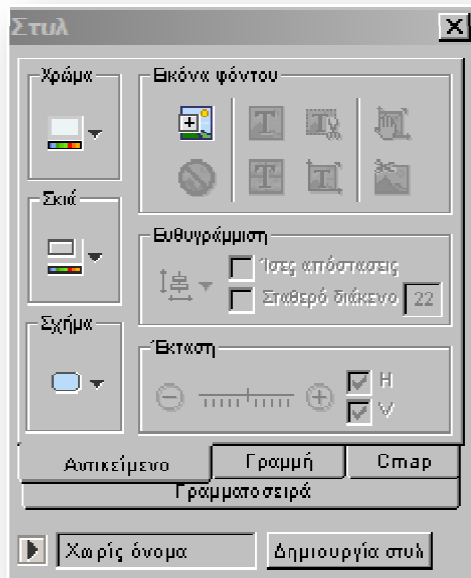 Στυλ
Χρώμα
Εικόνα φόντου
Σκιά
Ευθυγράμμιση
Ίσες αποστάσεις
Σταθερό διάκενο 22
Σχήμα
Έκταση
H
V
Αντικείμενο Γραμμή Cmap
Γραμματοσειρά
Χωρίς όνομα Δημιουργία στυλ